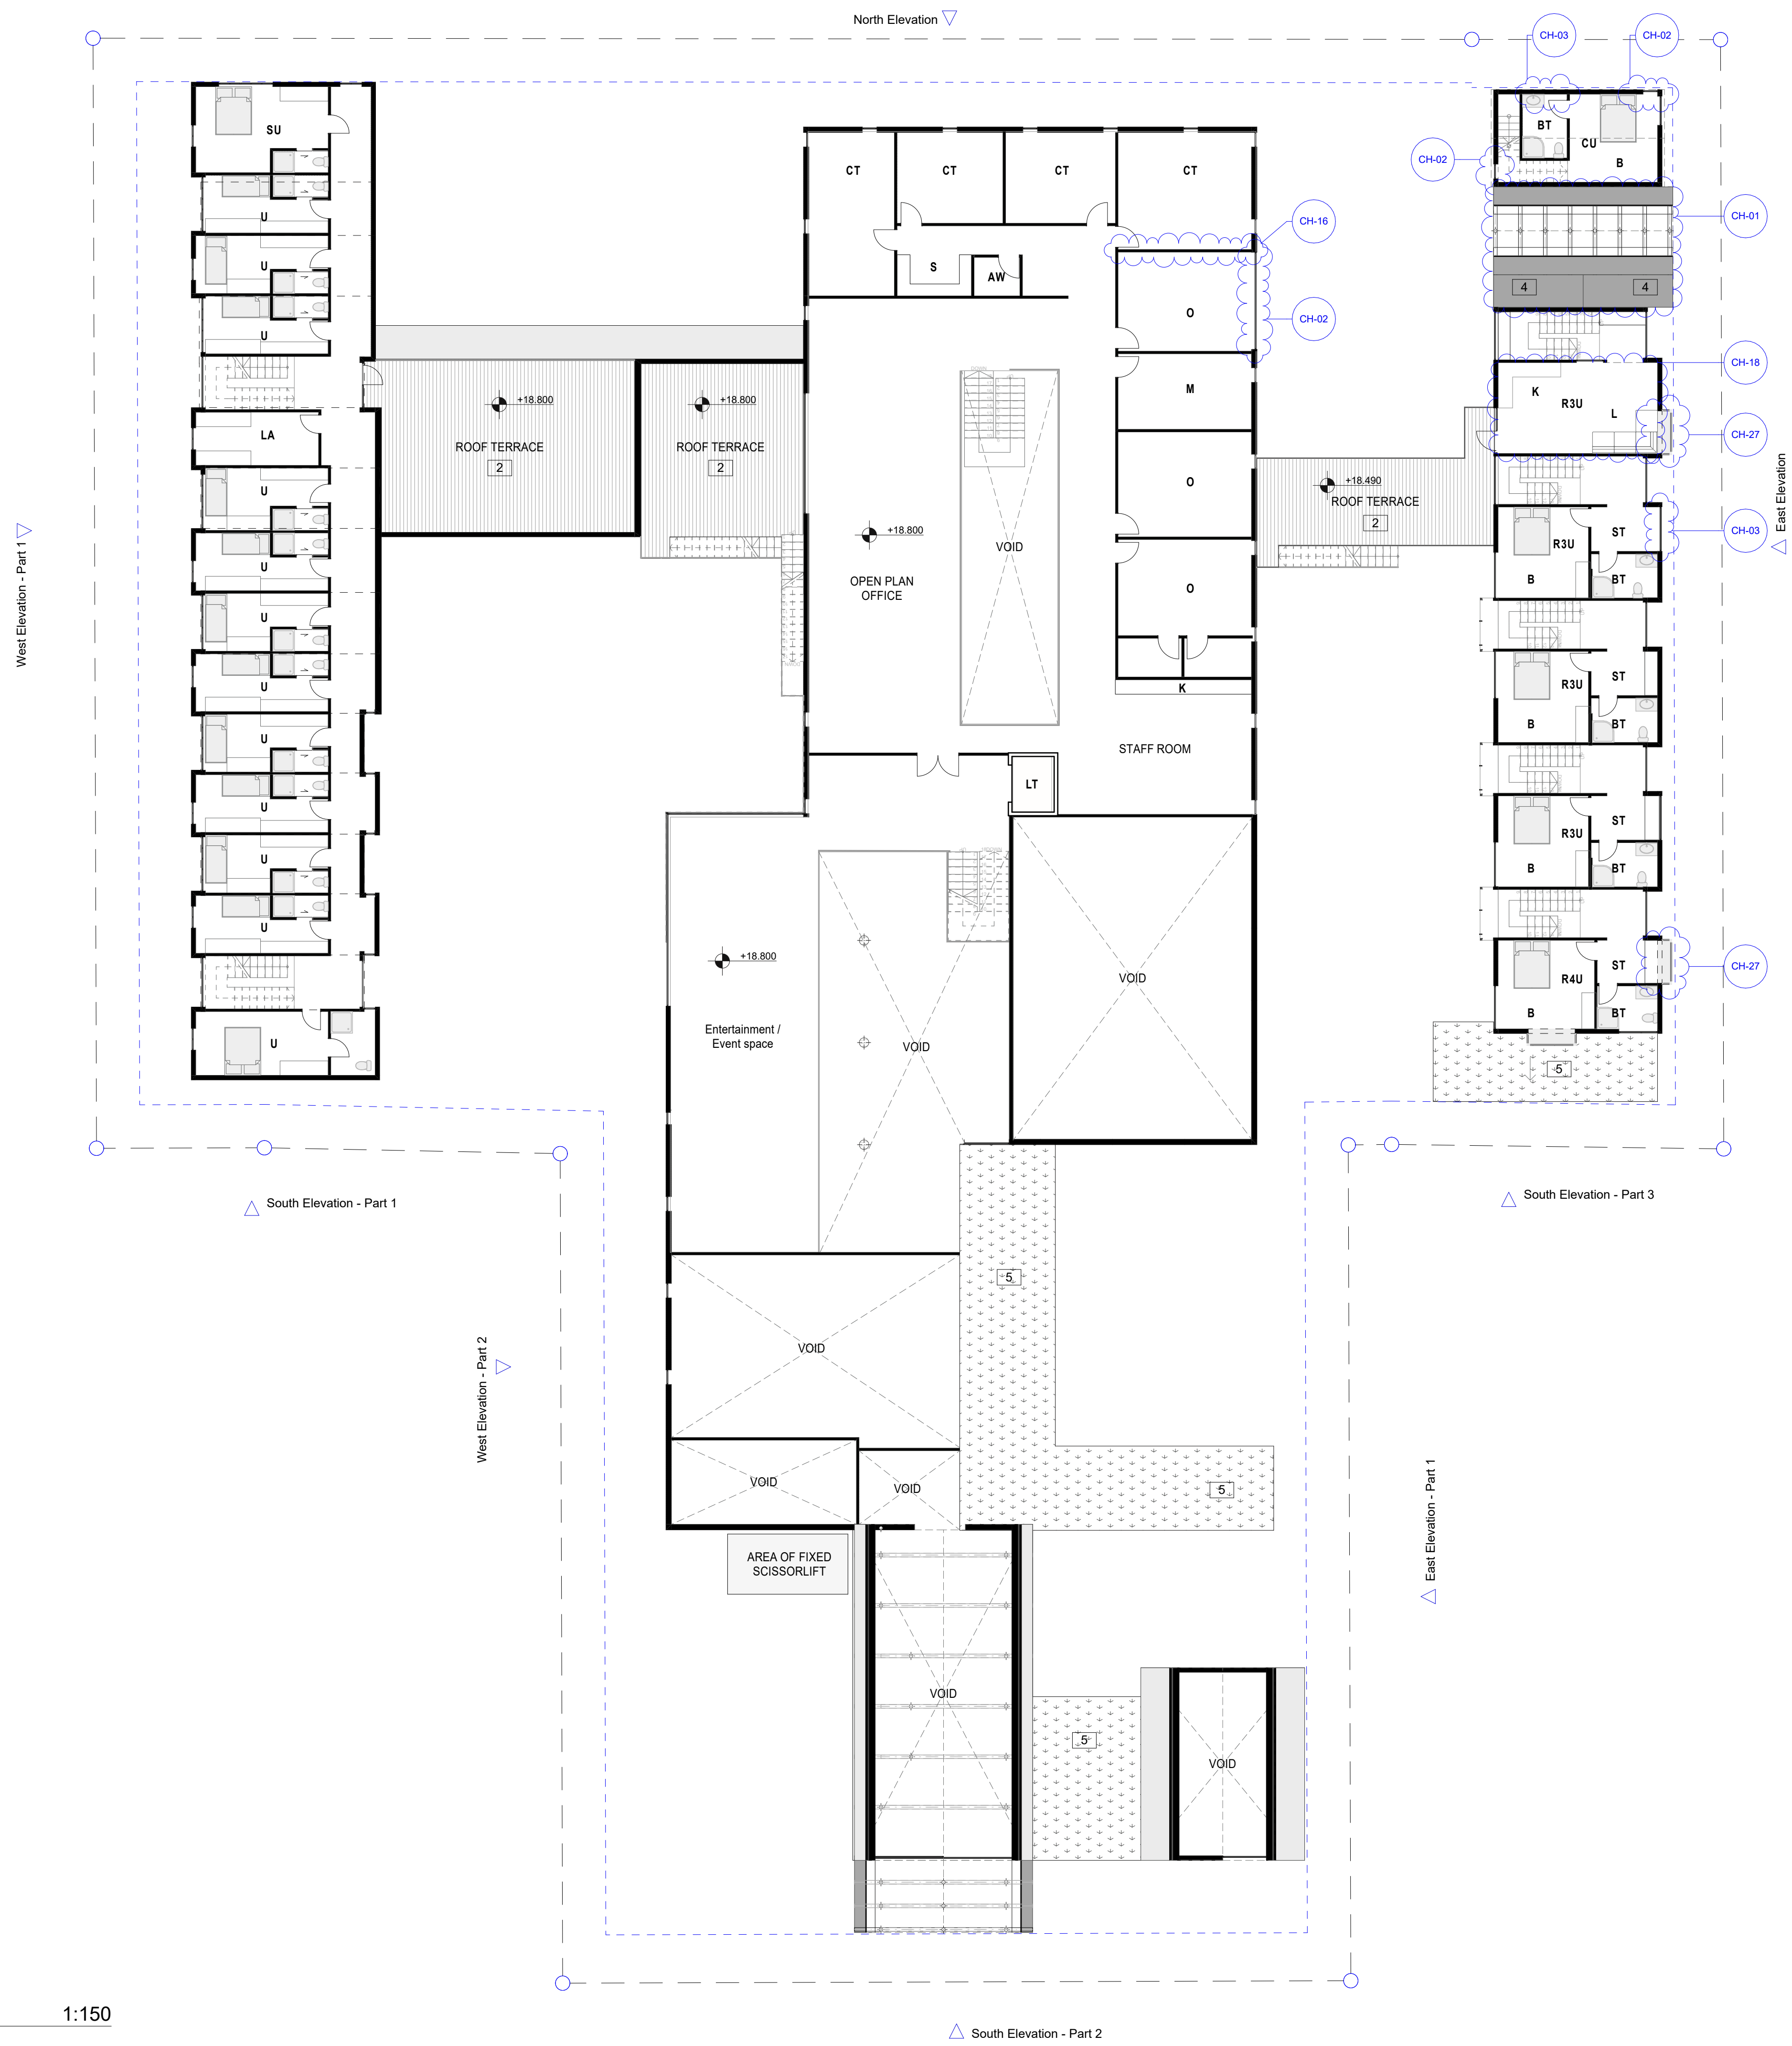 North Elevation
CH-03
CH-02
SU
BT
CU
B
CH-02
CT
CT
CT
CT
CH-16
CH-01
U
U
S
AW
4
4
O
CH-02
U
CH-18
K
R3U
L
M
+18.800
+18.800
ROOF TERRACE
2
ROOF TERRACE
2
LA
CH-27
East Elevation
U
O
+18.490
ROOF TERRACE
2
+18.800
VOID
CH-03
R3U
ST
B
BT
West Elevation - Part 1
U
OPEN PLAN
OFFICE
O
U
U
K
R3U
ST
B
BT
U
STAFF ROOM
LT
U
R3U
ST
B
BT
U
U
+18.800
VOID
R4U
ST
CH-27
B
BT
Entertainment /
Event space
VOID
U
5
South Elevation - Part 1
South Elevation - Part 3
5
West Elevation - Part 2
VOID
VOID
VOID
5
East Elevation - Part 1
AREA OF FIXED
SCISSORLIFT
VOID
5
VOID
1:150
South Elevation - Part 2